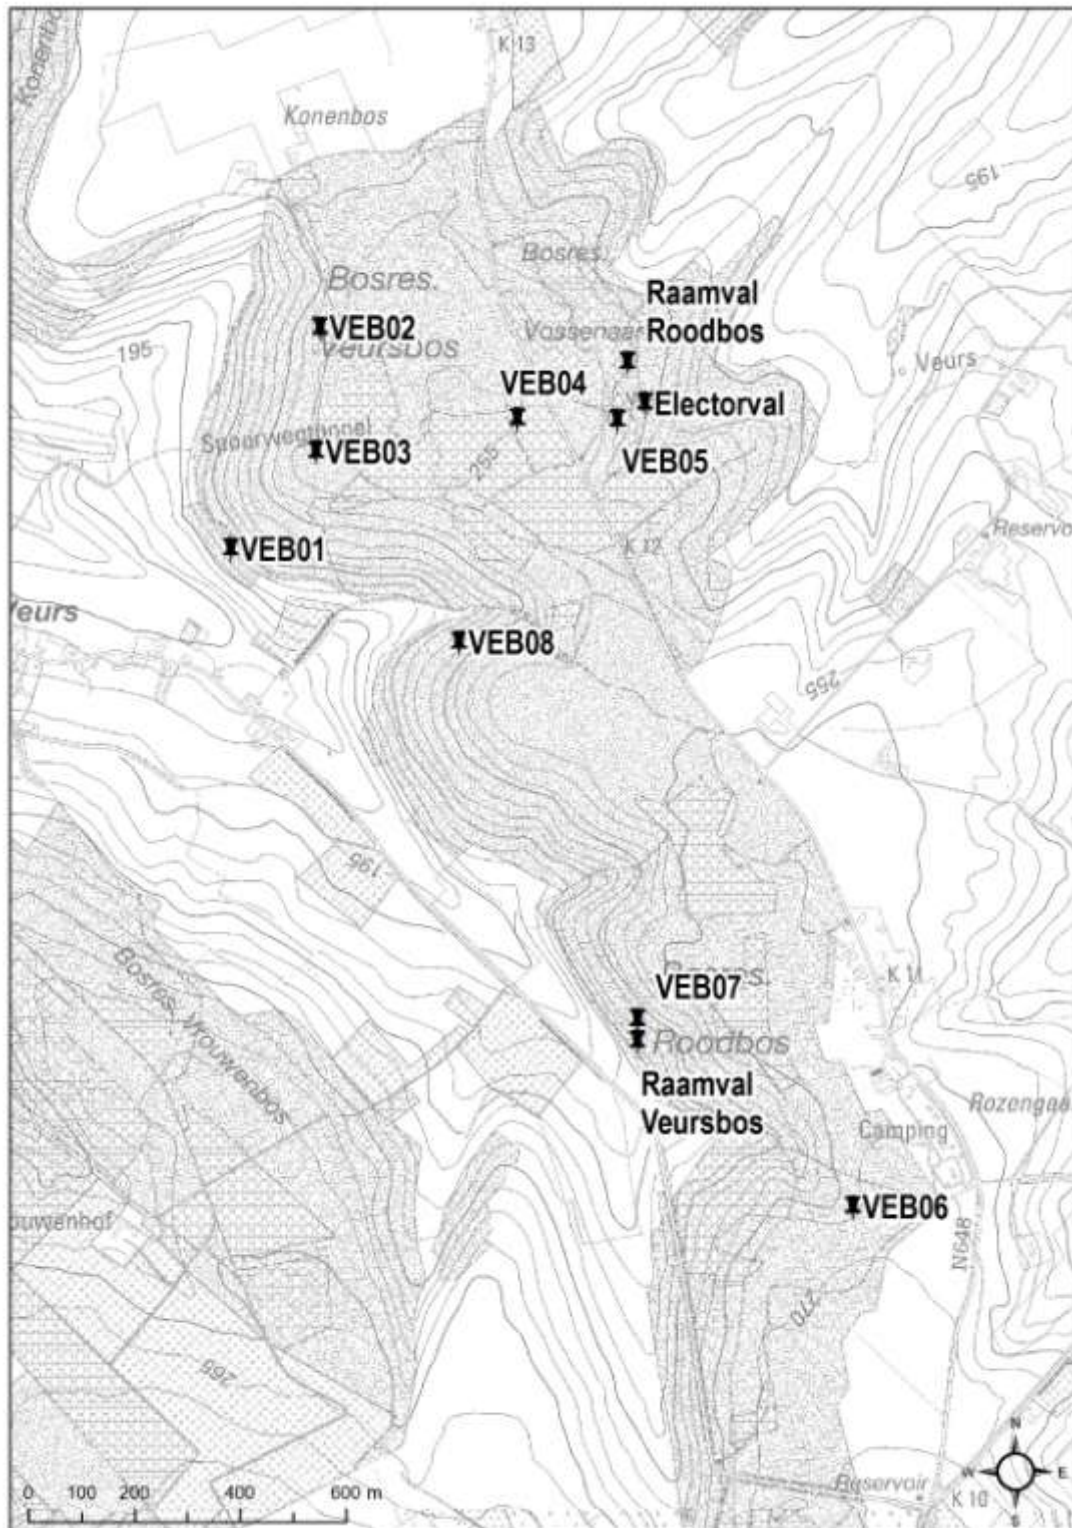 K 13
Konenbos
195
Bosres.
Bosres.
Raamval
Roodbos
VEB02
Veursbos
Vossenaar
195
Veurs
VEB04
Electorval
Spoorwegtunnel
VEB03
255
VEB05
VEB01
K 12
Reservo
Veurs
VEB08
255
195
Bosres. Vrouwenbos
VEB07
K 11
Roodbos
Raamval
Veursbos
Camping
Rozengaa
ouwenhof
VEB06
N648
270
265
Reservoir
K 10
0 100 200 400 600 m
N
W E
S